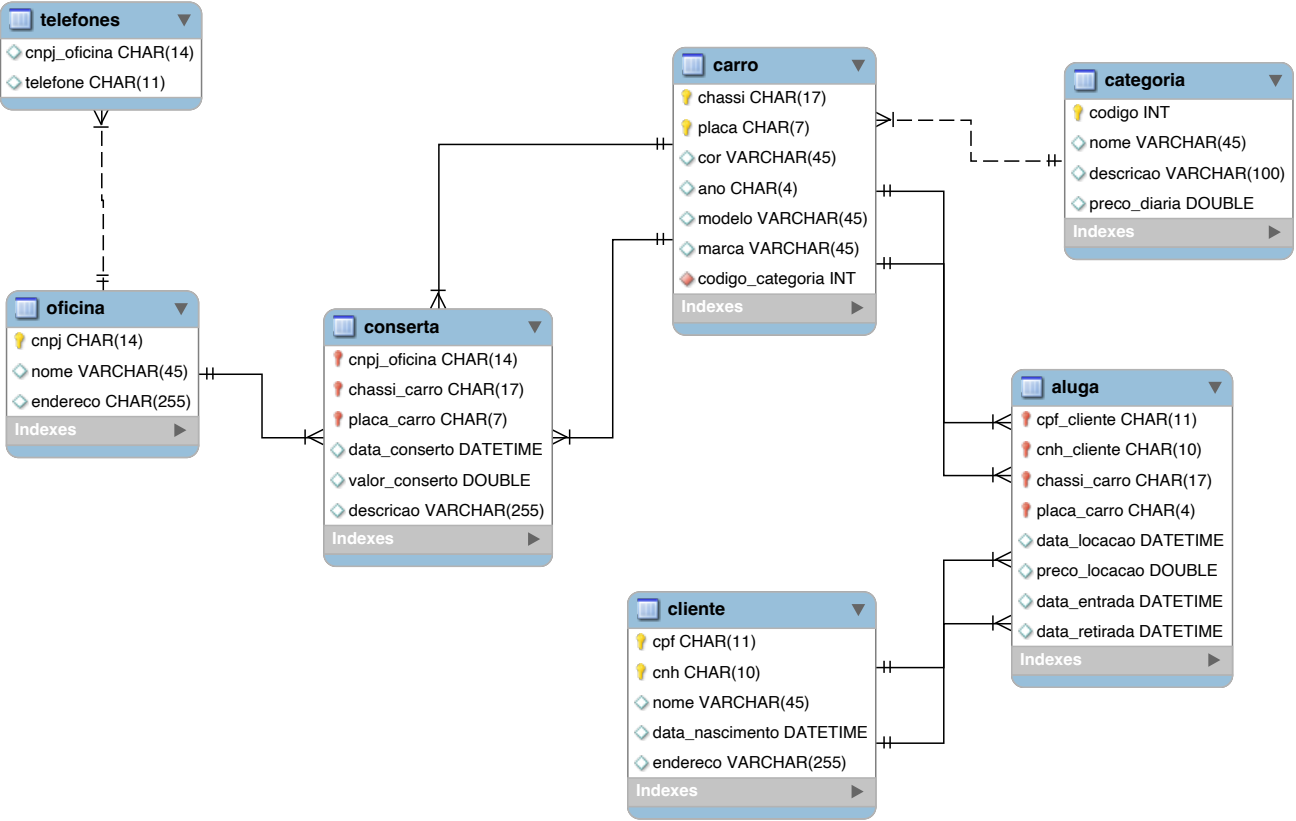 telefones
cnpj_oficina CHAR(14)
telefone CHAR(11)
oficina
cnpj CHAR(14)
nome VARCHAR(45)
endereco CHAR(255)
Indexes
conserta
cnpj_oficina CHAR(14)
chassi_carro CHAR(17)
placa_carro CHAR(7)
data_conserto DATETIME
valor_conserto DOUBLE
descricao VARCHAR(255)
Indexes
carro
chassi CHAR(17)
placa CHAR(7)
cor VARCHAR(45)
ano CHAR(4)
modelo VARCHAR(45)
marca VARCHAR(45)
codigo_categoria INT
Indexes
categoria
codigo INT
nome VARCHAR(45)
descricao VARCHAR(100)
preco_diaria DOUBLE
Indexes
aluga
cpf_cliente CHAR(11)
cnh_cliente CHAR(10)
chassi_carro CHAR(17)
placa_carro CHAR(4)
data_locacao DATETIME
preco_locacao DOUBLE
data_entrada DATETIME
data_retirada DATETIME
Indexes
cliente
cpf CHAR(11)
cnh CHAR(10)
nome VARCHAR(45)
data_nascimento DATETIME
endereco VARCHAR(255)
Indexes